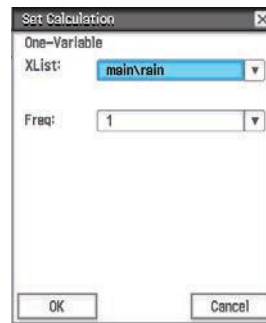 Set Calculation
One-Variable
XList: main\rain
Freq: 1
OK Cancel